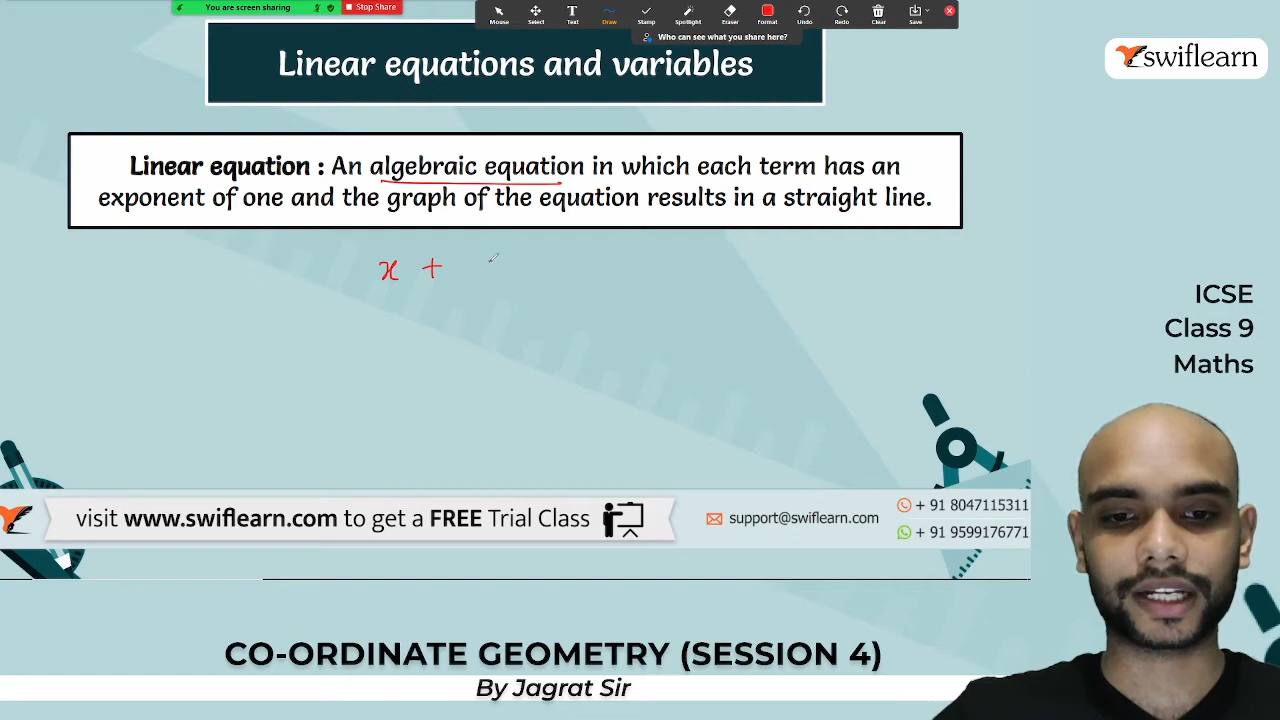 You are screen sharing
Stop Share
Mouse
Select
Text
Draw
Stamp
Spotlight
Eraser
Format
Undo
Redo
Clear
Save
Who can see what you share here?
Linear equations and variables
swiflearn
Linear equation : An algebraic equation in which each term has an
exponent of one and the graph of the equation results in a straight line.
x +
ICSE
Class 9
Maths
visit www.swiflearn.com to get a FREE Trial Class
support@swiflearn.com
+ 91 8047115311
+ 91 9599176771
CO-ORDINATE GEOMETRY (SESSION 4)
By Jagrat Sir